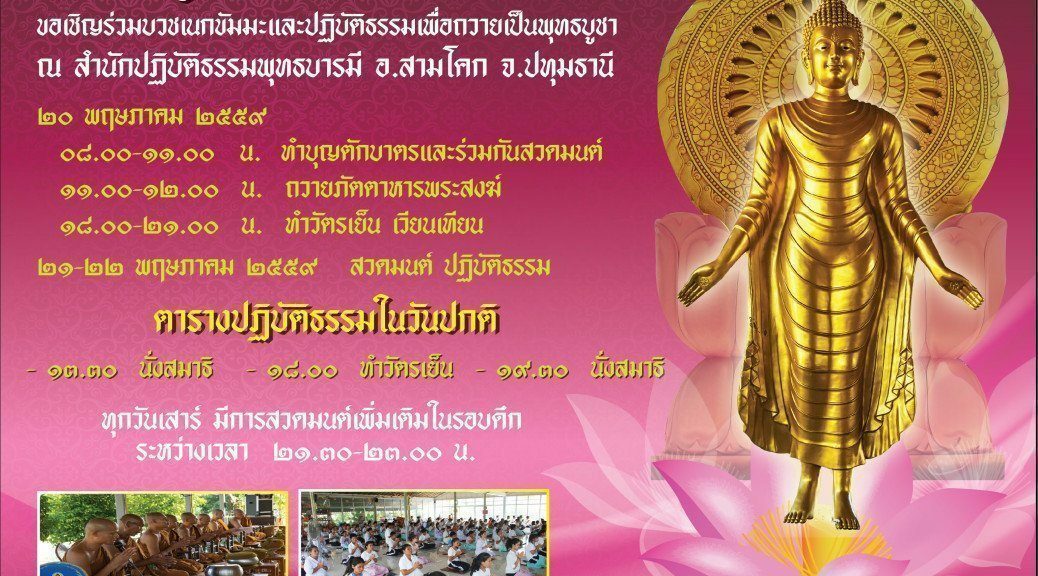 ขอเชิญร่วมบวชเนกขัมมะและปฏิบัติธรรมเพื่อถวายเป็นพุทธบูชา
ณ สำนักปฏิบัติธรรมพุทธบารมี อ.สามโคก จ.ปทุมธานี
๒๐ พฤษภาคม ๒๕๕๙
๐๘.๐๐-๑๑.๐๐ น. ทำบุญตักบาตรและร่วมกันสวดมนต์
๑๑.๐๐-๑๒.๐๐ น. ถวายภัตตาหารพระสงฆ์
๑๘.๐๐-๒๑.๐๐ น. ทำวัตรเย็น เวียนเทียน
๒๑-๒๒ พฤษภาคม ๒๕๕๙ สวดมนต์ ปฏิบัติธรรม
ตารางปฏิบัติธรรมในวันปกติ
- ๑๓.๓๐ นั่งสมาธิ - ๑๘.๐๐ ทำวัตรเย็น - ๑๙.๓๐ นั่งสมาธิ
ทุกวันเสาร์ มีการสวดมนต์เพิ่มเติมในรอบดึก
ระหว่างเวลา ๒๑.๓๐-๒๓.๐๐ น.